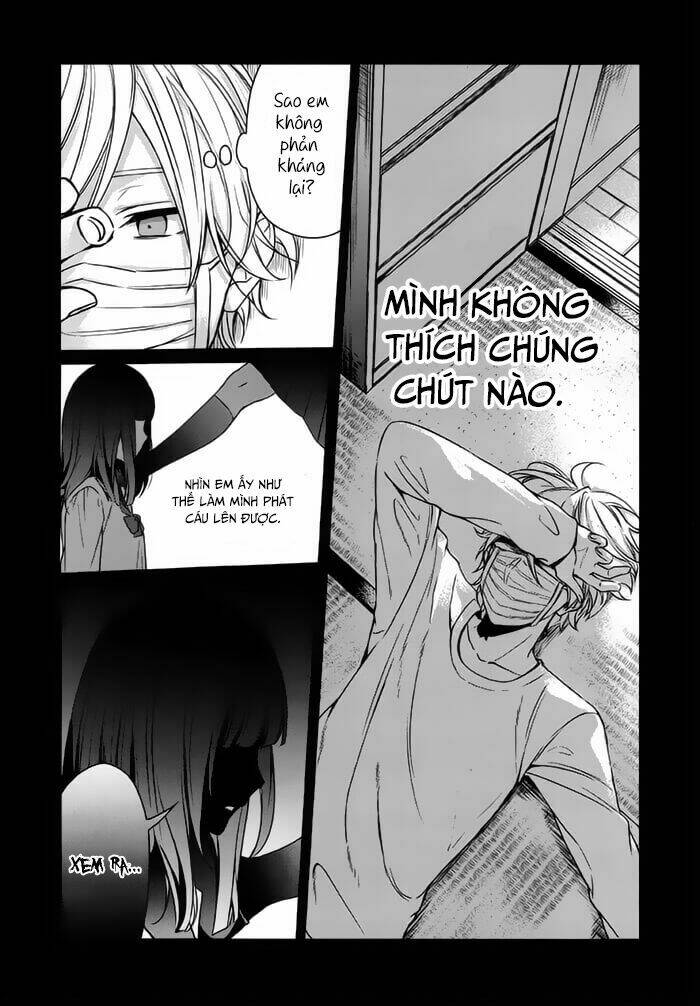 MÌNH KHÔNG
THÍCH CHÚNG
CHÚT NÀO.
Sao em
không
phản
kháng
lại?
NHÌN EM ẤY NHƯ
THẾ LÀM MÌNH PHÁT
CÁU LÊN ĐƯỢC.
XEM RA...